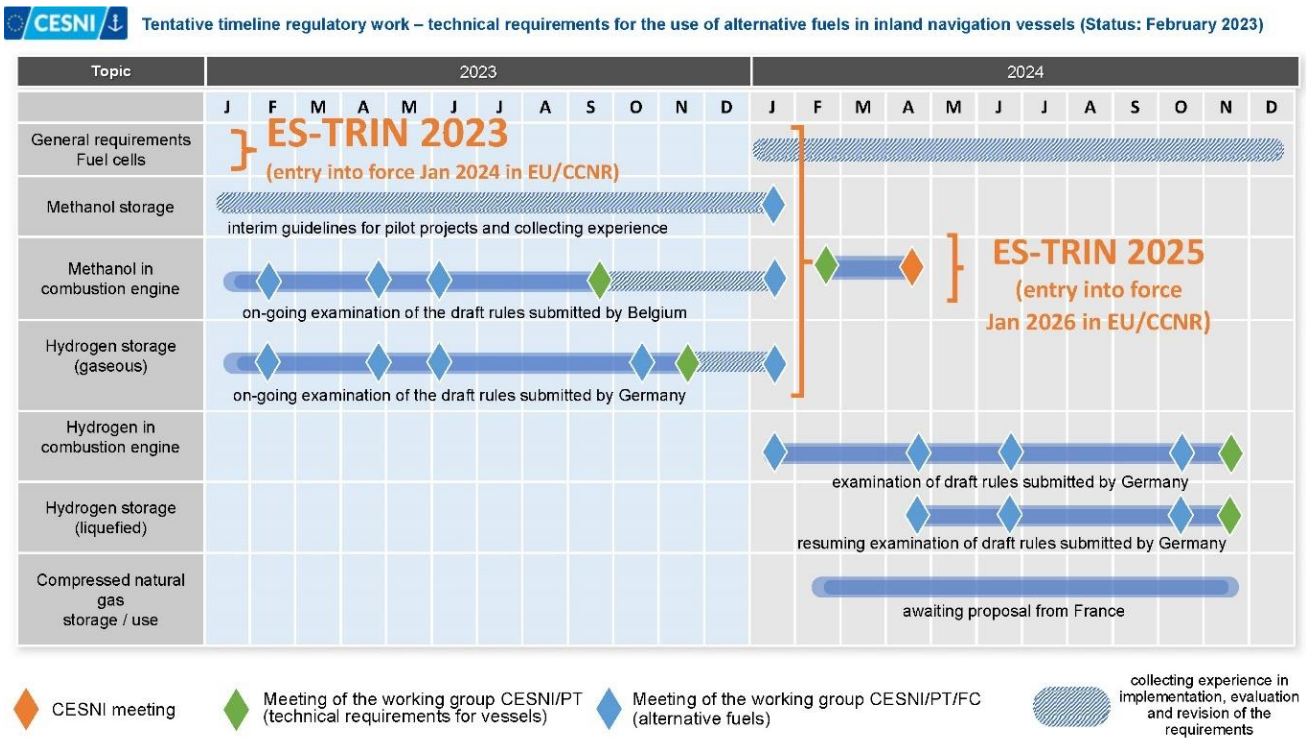 CESNI
Tentative timeline regulatory work – technical requirements for the use of alternative fuels in inland navigation vessels (Status: February 2023)
Topic
2023
2024
J F M A M J J A S O N D J F M A M J J A S O N D
General requirements
Fuel cells
ES-TRIN 2023
(entry into force Jan 2024 in EU/CCNR)
Methanol storage
interim guidelines for pilot projects and collecting experience
Methanol in
combustion engine
on-going examination of the draft rules submitted by Belgium
ES-TRIN 2025
(entry into force
Jan 2026 in EU/CCNR)
Hydrogen storage
(gaseous)
on-going examination of the draft rules submitted by Germany
Hydrogen in
combustion engine
examination of draft rules submitted by Germany
Hydrogen storage
(liquefied)
resuming examination of draft rules submitted by Germany
Compressed natural
gas
storage / use
awaiting proposal from France
CESNI meeting
Meeting of the working group CESNI/PT
(technical requirements for vessels)
Meeting of the working group CESNI/PT/FC
(alternative fuels)
collecting experience in
implementation, evaluation
and revision of the
requirements